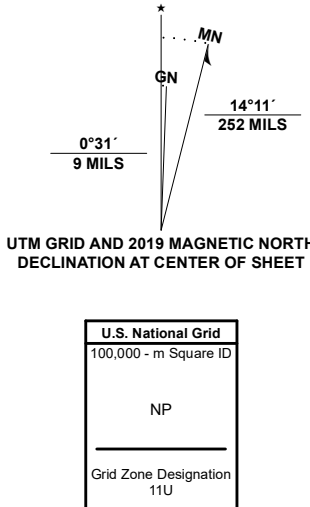 ★
MN
GN
0°31´
9 MILS
14°11´
252 MILS
UTM GRID AND 2019 MAGNETIC NORTH
DECLINATION AT CENTER OF SHEET
U.S. National Grid
100,000 - m Square ID
NP
Grid Zone Designation
11U